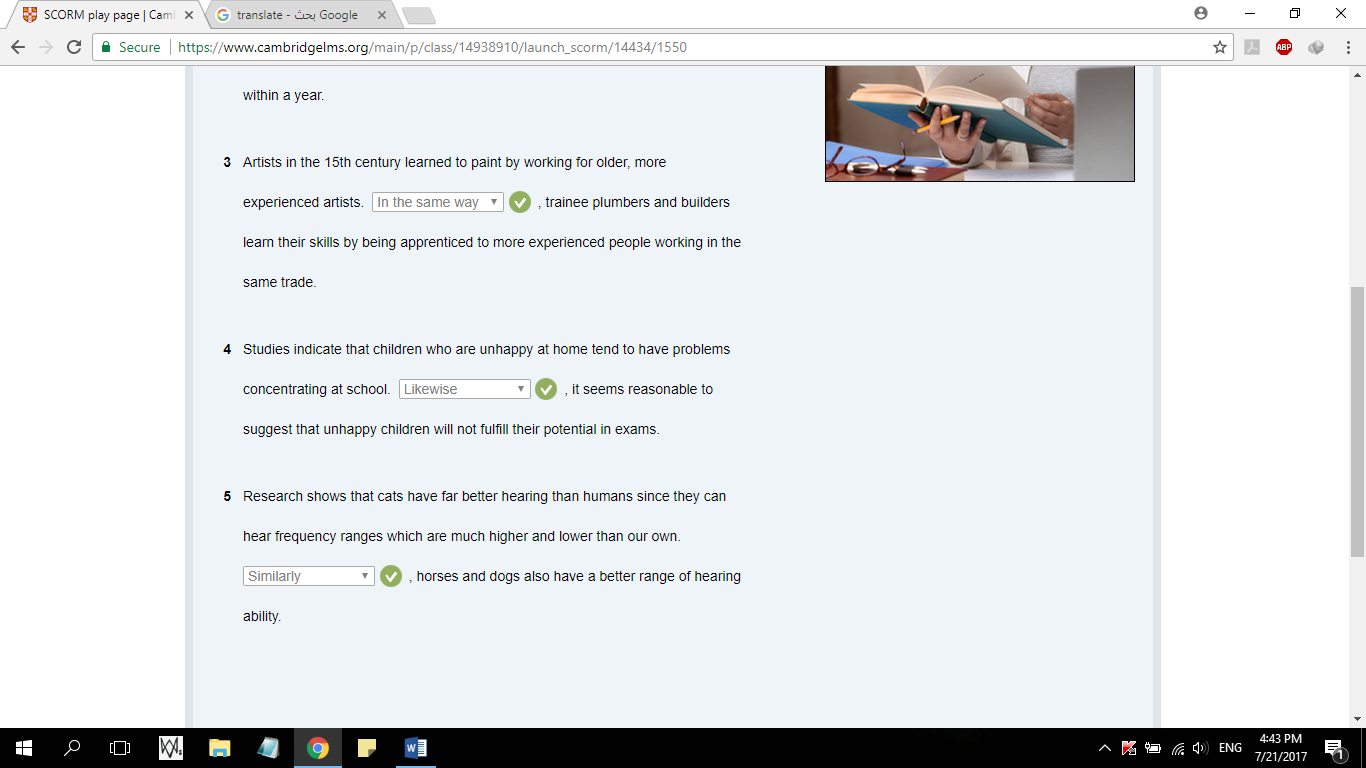 SCORM play page | Cam
translate - بحث Google
Secure
https://www.cambridgelms.org/main/p/class/14938910/launch_scorm/14434/1550
ABP
within a year.
3 Artists in the 15th century learned to paint by working for older, more
experienced artists. In the same way , trainee plumbers and builders
learn their skills by being apprenticed to more experienced people working in the
same trade.
4 Studies indicate that children who are unhappy at home tend to have problems
concentrating at school. Likewise , it seems reasonable to
suggest that unhappy children will not fulfill their potential in exams.
5 Research shows that cats have far better hearing than humans since they can
hear frequency ranges which are much higher and lower than our own.
Similarly , horses and dogs also have a better range of hearing
ability.
ENG
4:43 PM
7/21/2017
1